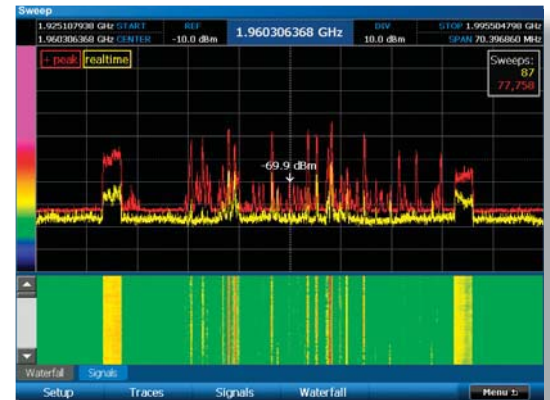 Sweep
1.925107938 GHz START
1.960306368 GHz CENTER
REF
-10.0 dBm
1.960306368 GHz
DIV
10.0 dBm
STOP 1.995504798 GHz
SPAN 70.396860 MHz
+ peak realtime
Sweeps:
87
77,758
-69.9 dBm
Waterfall Signals
Setup Traces Signals Waterfall Menu